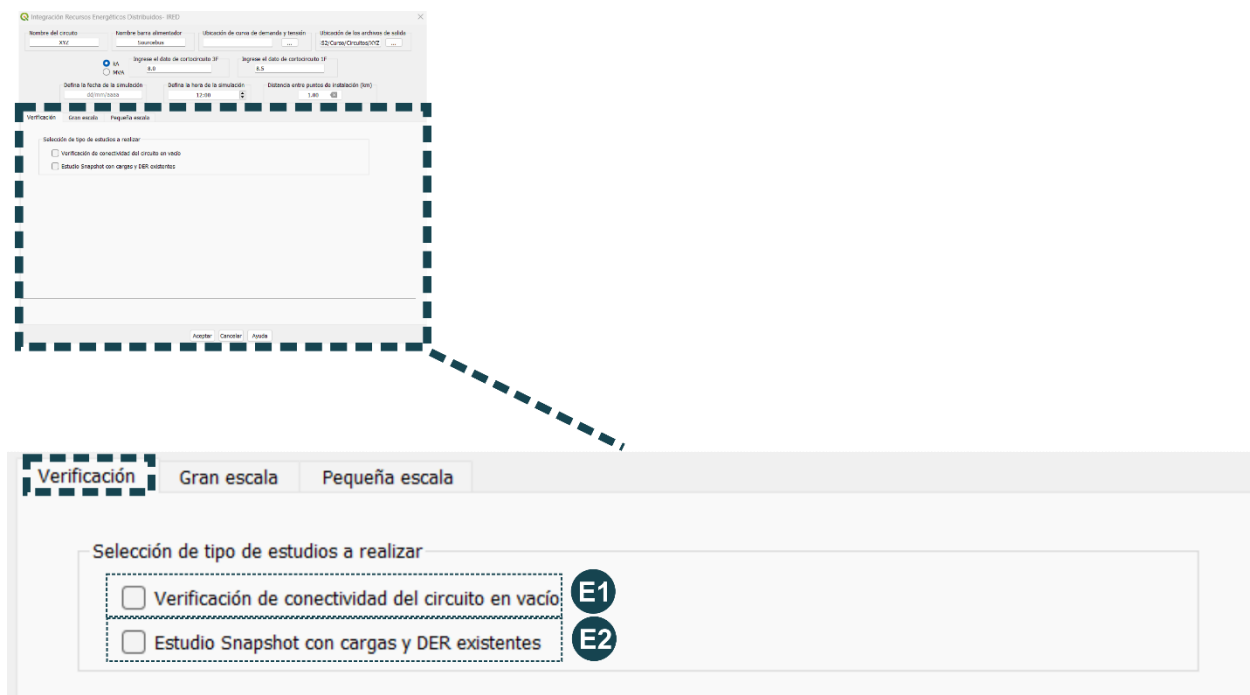 Integración Recursos Energéticos Distribuidos- IRED
Nombre del circuito Nombre barra alimentador Ubicación de curva de demanda y tensión Ubicación de los archivos de salida
XYZ Sourcebus ... S2/Curso/Circuitos/XYZ ...
kA Ingrese el dato de cortocircuito 3F Ingrese el dato de cortocircuito 1F
MVA 8.0 6.5
Defina la fecha de la simulación Defina la hora de la simulación Distancia entre puntos de instalación (km)
dd/mm/aaaa 12:00 1.00
Verificación Gran escala Pequeña escala
Selección de tipo de estudios a realizar
Verificación de conectividad del circuito en vacío
Estudio Snapshot con cargas y DER existentes
Aceptar Cancelar Ayuda
Verificación Gran escala Pequeña escala
Selección de tipo de estudios a realizar
Verificación de conectividad del circuito en vacío E1
Estudio Snapshot con cargas y DER existentes E2